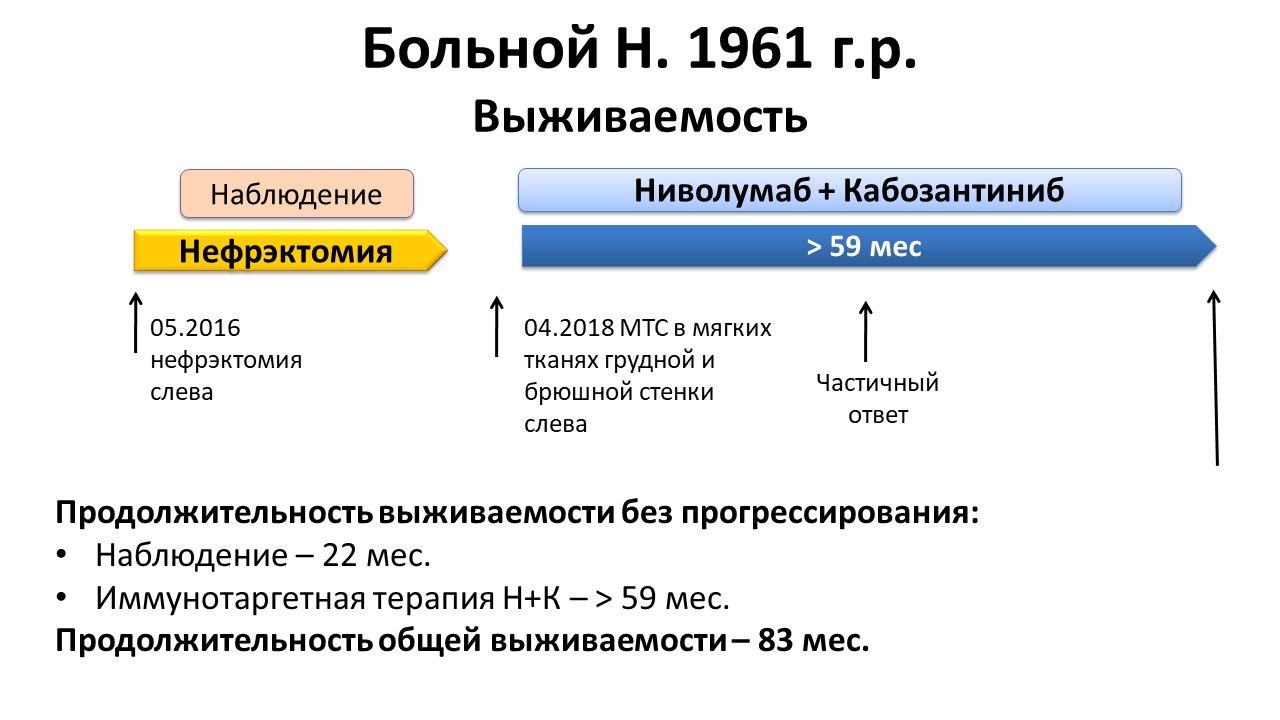 Больной Н. 1961 г.р.
Выживаемость
Наблюдение
Ниволумаб + Кабозантиниб
Нефрэктомия
> 59 мес
05.2016
нефрэктомия
слева
04.2018 МТС в мягких
тканях грудной и
брюшной стенки
слева
Частичный
ответ
Продолжительность выживаемости без прогрессирования:
• Наблюдение – 22 мес.
• Иммунотаргетная терапия Н+К – > 59 мес.
Продолжительность общей выживаемости – 83 мес.